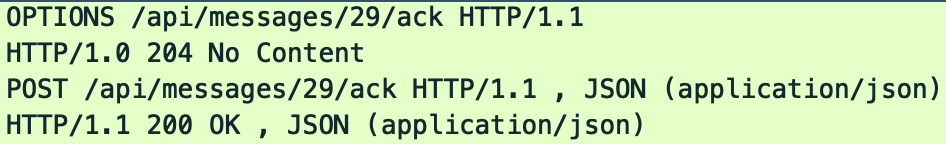 OPTIONS /api/messages/29/ack HTTP/1.1
HTTP/1.0 204 No Content
POST /api/messages/29/ack HTTP/1.1 , JSON (application/json)
HTTP/1.1 200 OK , JSON (application/json)